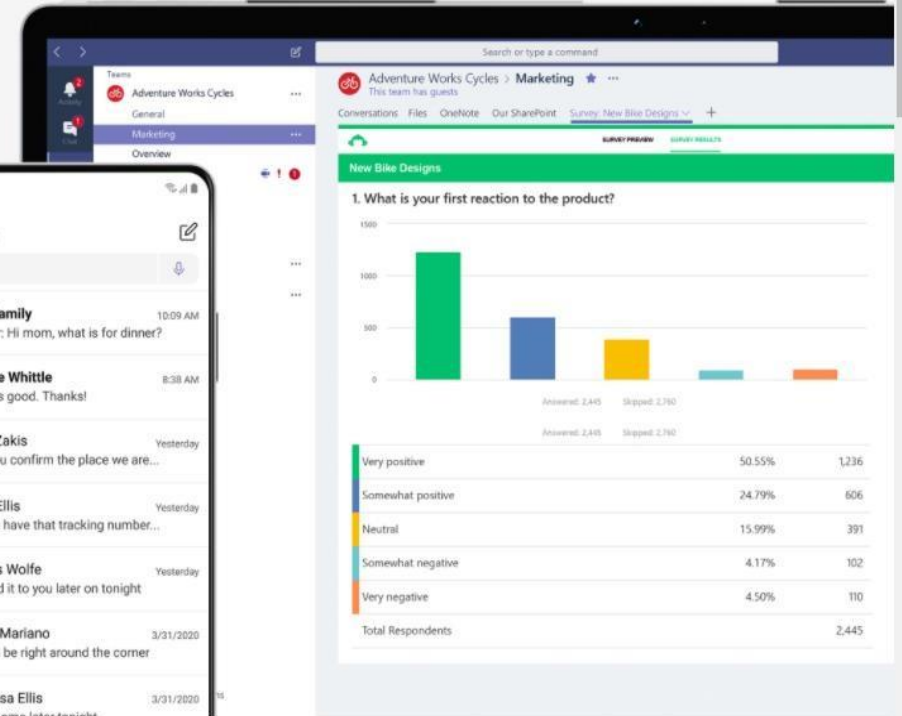 Search or type a command
Activity
2
Chat
1
Teams
Adventure Works Cycles
General
Marketing
Overview
1
Adventure Works Cycles > Marketing
This team has guests
Conversations Files OneNote Our SharePoint Survey: New Bike Designs
SURVEY PREVIEW SURVEY RESULTS
New Bike Designs
1. What is your first reaction to the product?
1500
1000
500
0
Answered: 2,445 Skipped: 2,760
Answered: 2,445 Skipped: 2,760
Very positive 50.55% 1,236
Somewhat positive 24.79% 606
Neutral 15.99% 391
Somewhat negative 4.17% 102
Very negative 4.50% 110
Total Respondents 2,445
amily 10:09 AM
: Hi mom, what is for dinner?
e Whittle 8:38 AM
s good. Thanks!
Zakis Yesterday
u confirm the place we are...
Ellis Yesterday
have that tracking number...
s Wolfe Yesterday
d it to you later on tonight
Mariano 3/31/2020
be right around the corner
sa Ellis 3/31/2020